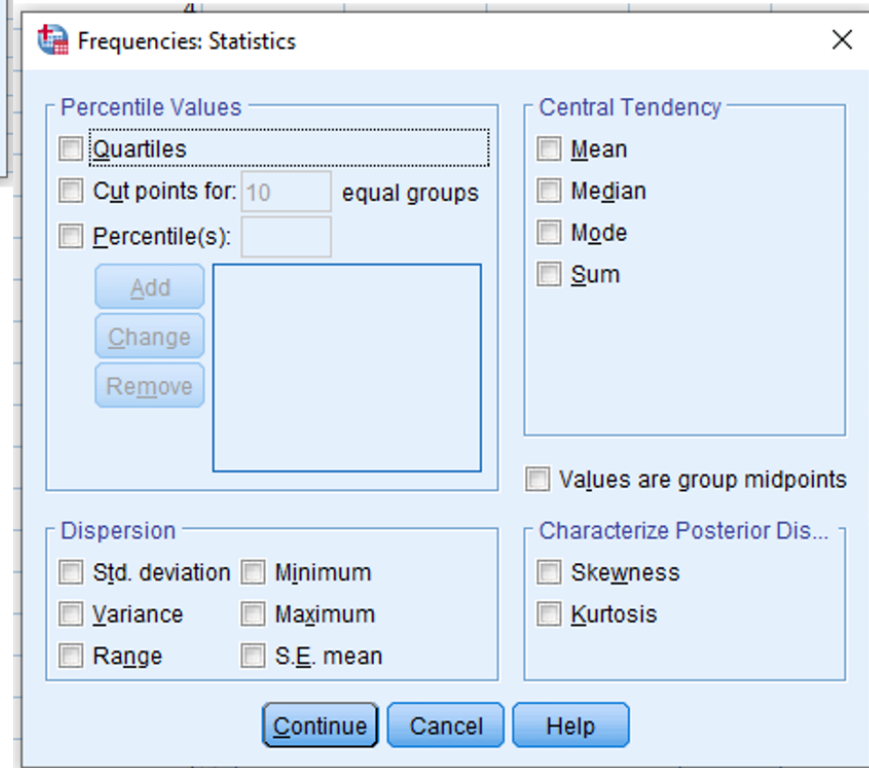 4
Frequencies: Statistics
Percentile Values
Quartiles
Cut points for: 10 equal groups
Percentile(s):
Add
Change
Remove
Central Tendency
Mean
Median
Mode
Sum
Values are group midpoints
Dispersion
Std. deviation Minimum
Variance Maximum
Range S.E. mean
Characterize Posterior Dis...
Skewness
Kurtosis
Continue Cancel Help